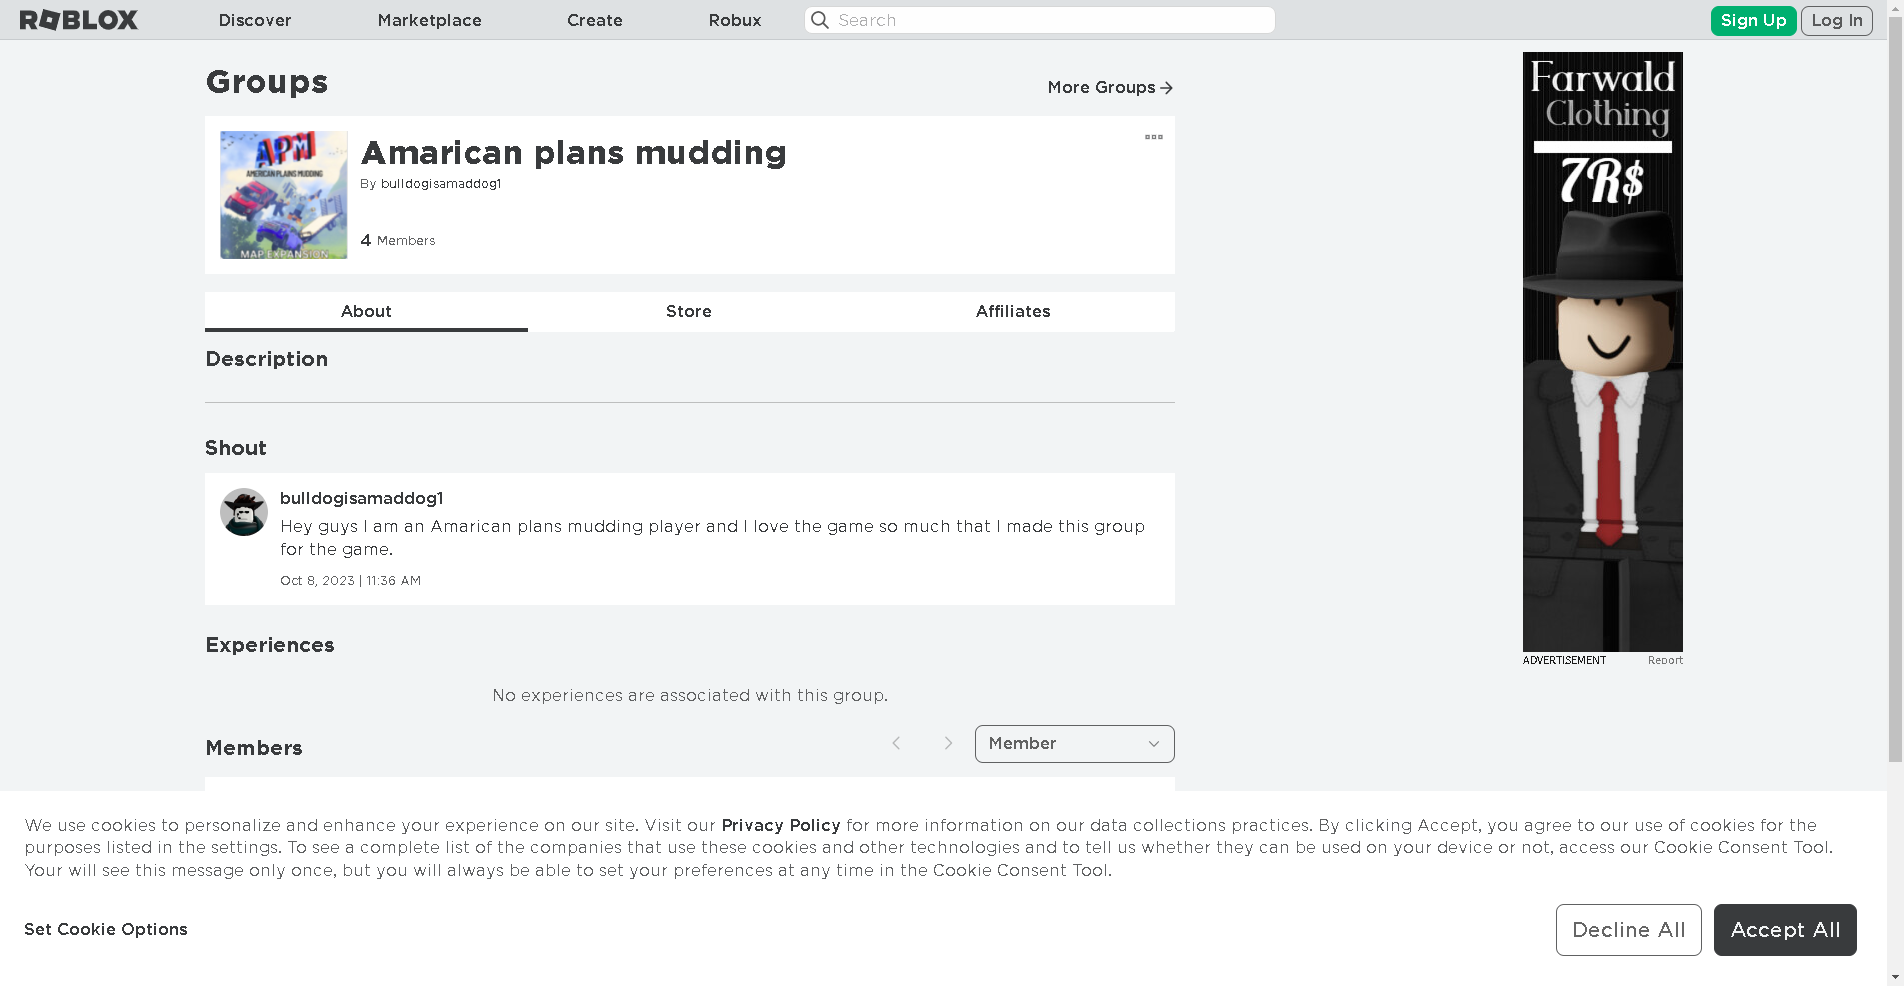 ROBLOX
Discover
Marketplace
Create
Robux
Search
Sign Up
Log In
Groups
More Groups
APM
AMERICAN PLAINS MUDDING
MAP EXPANSION
Amarican plans mudding
By bulldogisamaddog1
4 Members
About
Store
Affiliates
Description
Shout
bulldogisamaddog1
Hey guys I am an Amarican plans mudding player and I love the game so much that I made this group
for the game.
Oct 8, 2023 | 11:36 AM
Experiences
No experiences are associated with this group.
Members
Member
Farwald
Clothing
7R$
ADVERTISEMENT
Report
We use cookies to personalize and enhance your experience on our site. Visit our Privacy Policy for more information on our data collections practices. By clicking Accept, you agree to our use of cookies for the
purposes listed in the settings. To see a complete list of the companies that use these cookies and other technologies and to tell us whether they can be used on your device or not, access our Cookie Consent Tool.
Your will see this message only once, but you will always be able to set your preferences at any time in the Cookie Consent Tool.
Set Cookie Options
Decline All
Accept All